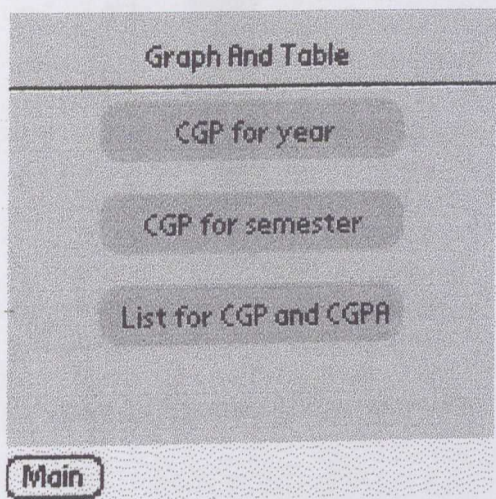 Graph And Table
CGP for year
CGP for semester
List for CGP and CGPA
Main